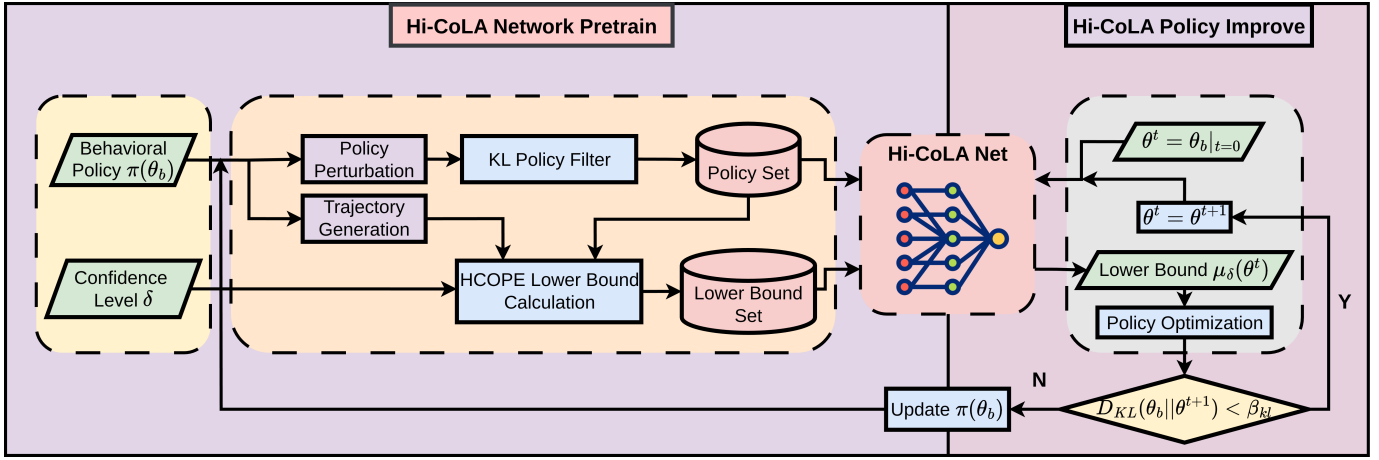 Hi-CoLA Network Pretrain
Hi-CoLA Policy Improve
Behavioral
Policy π(θ_b)
Policy
Perturbation
KL Policy Filter
Policy Set
Trajectory
Generation
Confidence
Level δ
HCOPE Lower Bound
Calculation
Lower Bound
Set
Hi-CoLA Net
θ^t = θ_b|_{t=0}
θ^t = θ^{t+1}
Lower Bound μ_δ(θ^t)
Policy Optimization
Y
N
D_{KL}(θ_b||θ^{t+1}) < β_{kl}
Update π(θ_b)